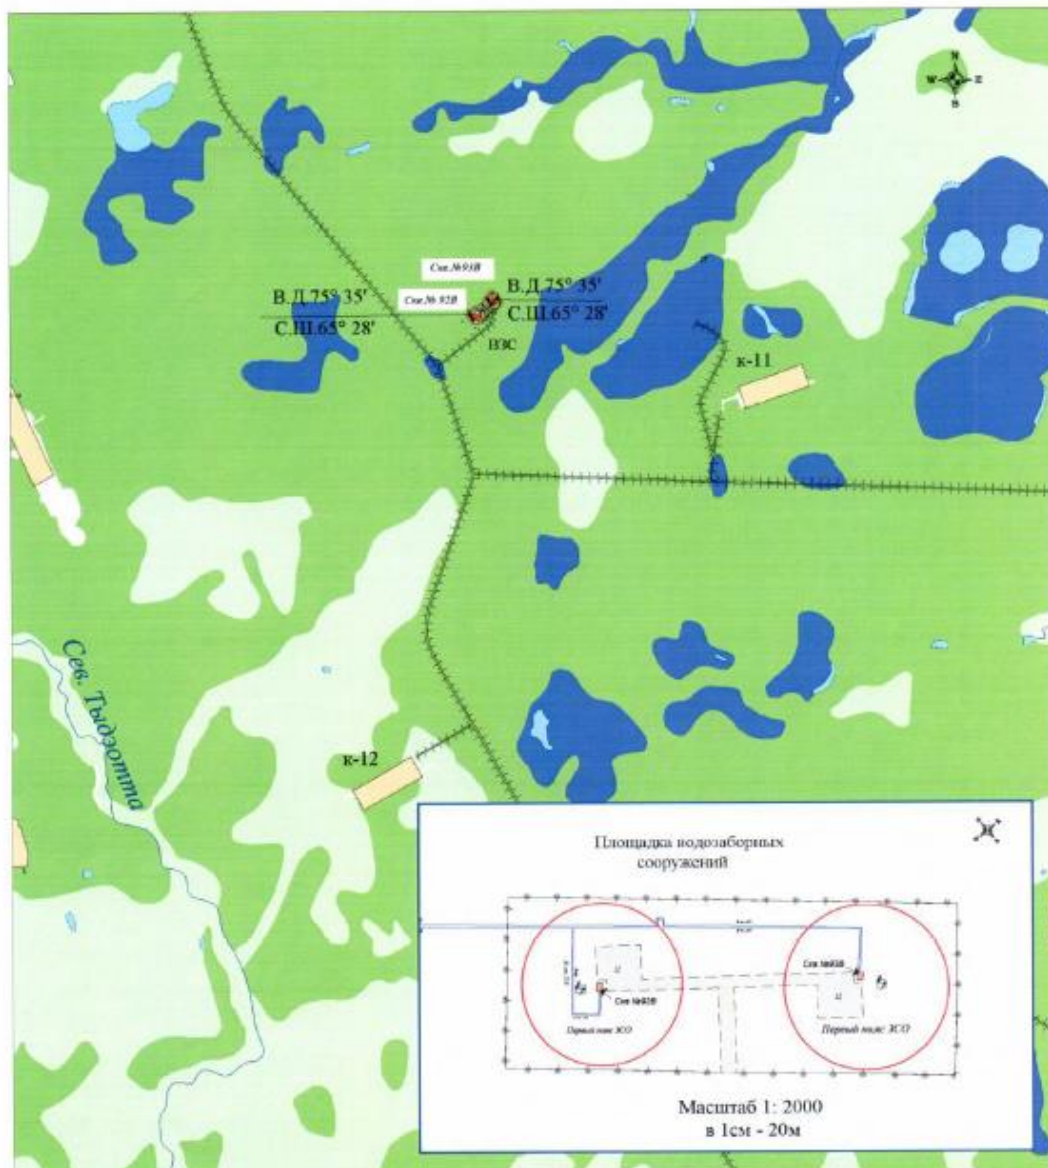 N
W E
S
Скв.№93В
Скв.№ 92В
В.Д.75° 35'
С.Ш.65° 28'
В.Д.75° 35'
С.Ш.65° 28'
ВЗС
к-11
Сев. Тыдэотта
к-12
Площадка водозаборных
сооружений
Скв №93В
Скв №92В
Первый пояс ЗСО
Первый пояс ЗСО
Масштаб 1: 2000
в 1см - 20м